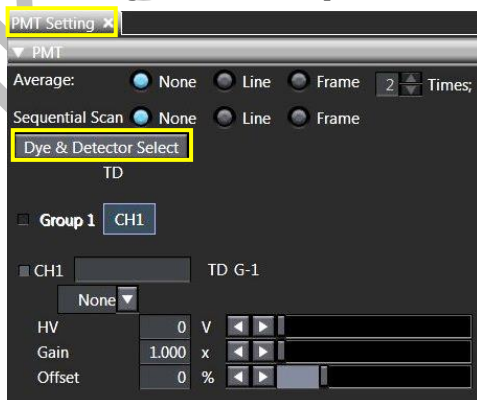 PMT Setting ×
▼ PMT
Average: None Line Frame 2 Times;
Sequential Scan None Line Frame
Dye & Detector Select
TD
Group 1 CH1
CH1 TD G-1
None
HV 0 V
Gain 1.000 x
Offset 0 %